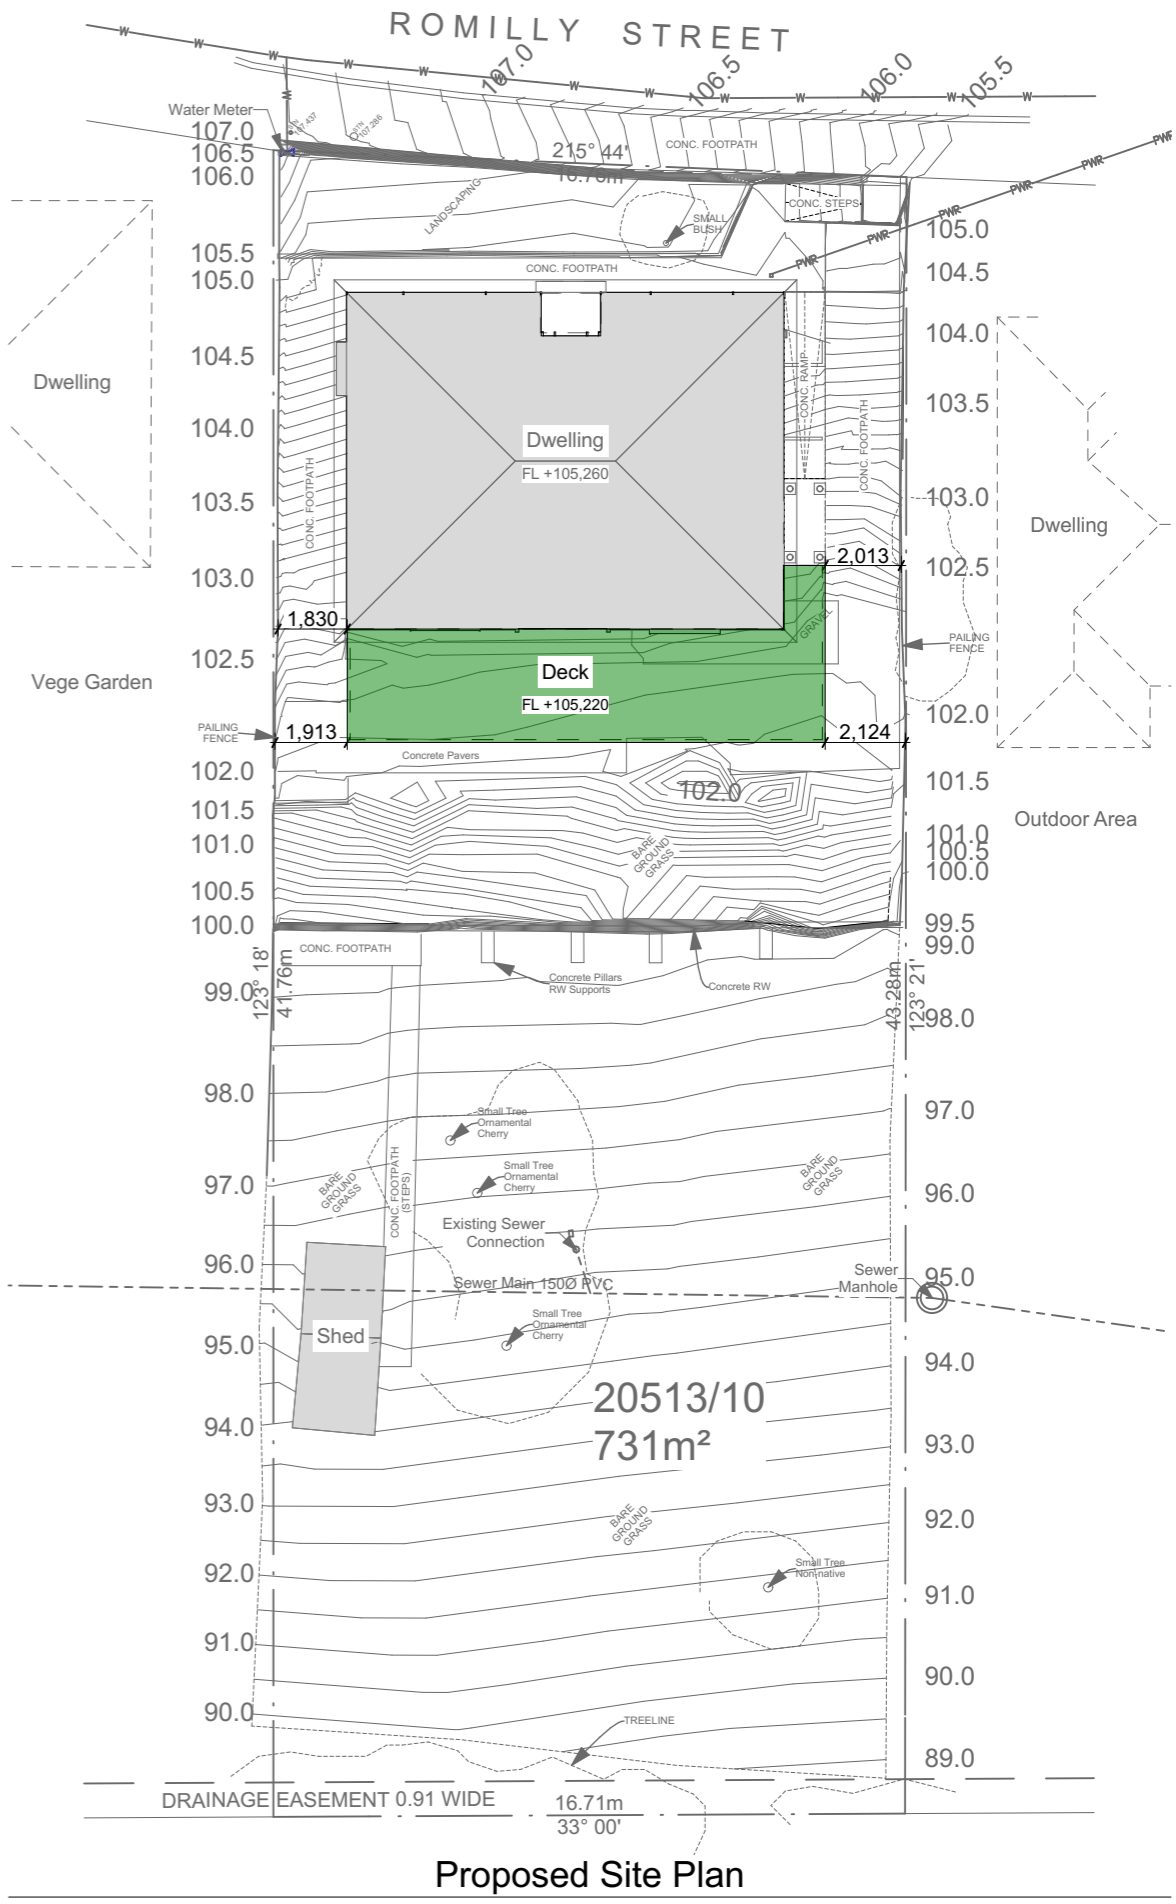 ROMILLY STREET
W W W W W W W W W W W
107.0
106.5
106.0
105.5
Water Meter
107.0
106.5
106.0
BTN
107.437
BTN
107.286
215° 44'
16.76m
CONC. FOOTPATH
PWR PWR PWR PWR PWR
LANDSCAPING
SMALL
BUSH
CONC. STEPS
105.5
105.0
104.5
104.0
103.5
103.0
102.5
105.0
104.5
104.0
103.5
103.0
102.5
102.0
CONC. FOOTPATH
Dwelling
CONC. FOOTPATH
Dwelling
FL +105,260
CONC. RAMP
CONC. FOOTPATH
Dwelling
2,013
1,830
GRAVEL
PAILING
FENCE
Vege Garden
Deck
FL +105,220
PAILING
FENCE
1,913
2,124
Concrete Pavers
102.0
102.0
101.5
101.0
100.5
100.0
101.5
101.0
100.5
100.0
99.5
99.0
Outdoor Area
BARE
GROUND
GRASS
CONC. FOOTPATH
123° 18'
41.76m
Concrete Pillars
RW Supports
Concrete RW
43.28m
123° 21'
99.0
98.0
98.0
97.0
Small Tree
Ornamental
Cherry
Small Tree
Ornamental
Cherry
BARE
GROUND
GRASS
CONC. FOOTPATH
(STEPS)
BARE
GROUND
GRASS
97.0
96.0
Existing Sewer
Connection
96.0
95.0
Sewer Main 150Ø PVC
Sewer
Manhole
Small Tree
Ornamental
Cherry
Shed
95.0
94.0
20513/10
731m²
94.0
93.0
93.0
92.0
BARE
GROUND
GRASS
Small Tree
Non-native
92.0
91.0
91.0
90.0
90.0
89.0
TREELINE
DRAINAGE EASEMENT 0.91 WIDE
16.71m
33° 00'
Proposed Site Plan